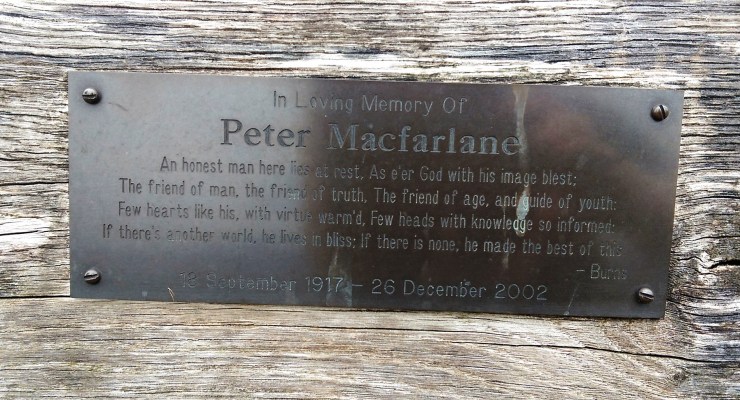 In Loving Memory Of
Peter Macfarlane
An honest man here lies at rest, As e'er God with his image blest;
The friend of man, the friend of truth, The friend of age, and guide of youth:
Few hearts like his, with virtue warm'd, Few heads with knowledge so informed:
If there's another world, he lives in bliss; If there is none, he made the best of this
- Burns
September 1917 - 26 December 2002